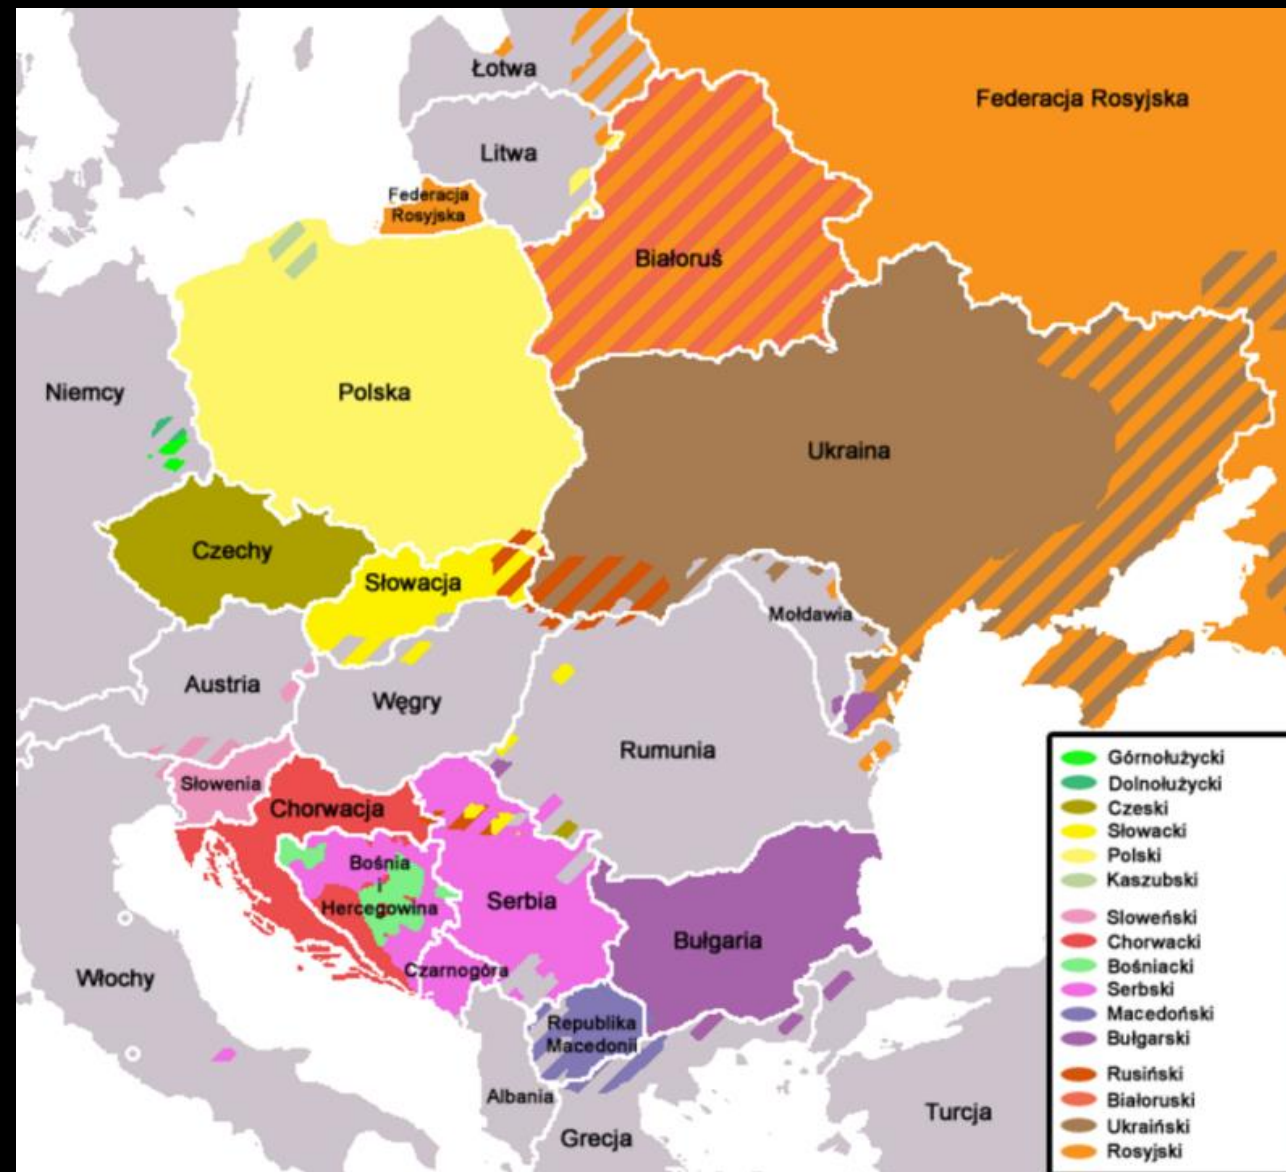 Łotwa
Federacja Rosyjska
Litwa
Federacja
Rosyjska
Białoruś
Niemcy
Polska
Ukraina
Czechy
Słowacja
Mołdawia
Austria
Węgry
Rumunia
Słowenia
Chorwacja
Bośnia
i
Hercegowina
Serbia
Bułgaria
Czarnogóra
Włochy
Republika
Macedonii
Albania
Grecja
Turcja
Górnołużycki
Dolnołużycki
Czeski
Słowacki
Polski
Kaszubski
Sloweński
Chorwacki
Bośniacki
Serbski
Macedoński
Bułgarski
Rusiński
Białoruski
Ukraiński
Rosyjski